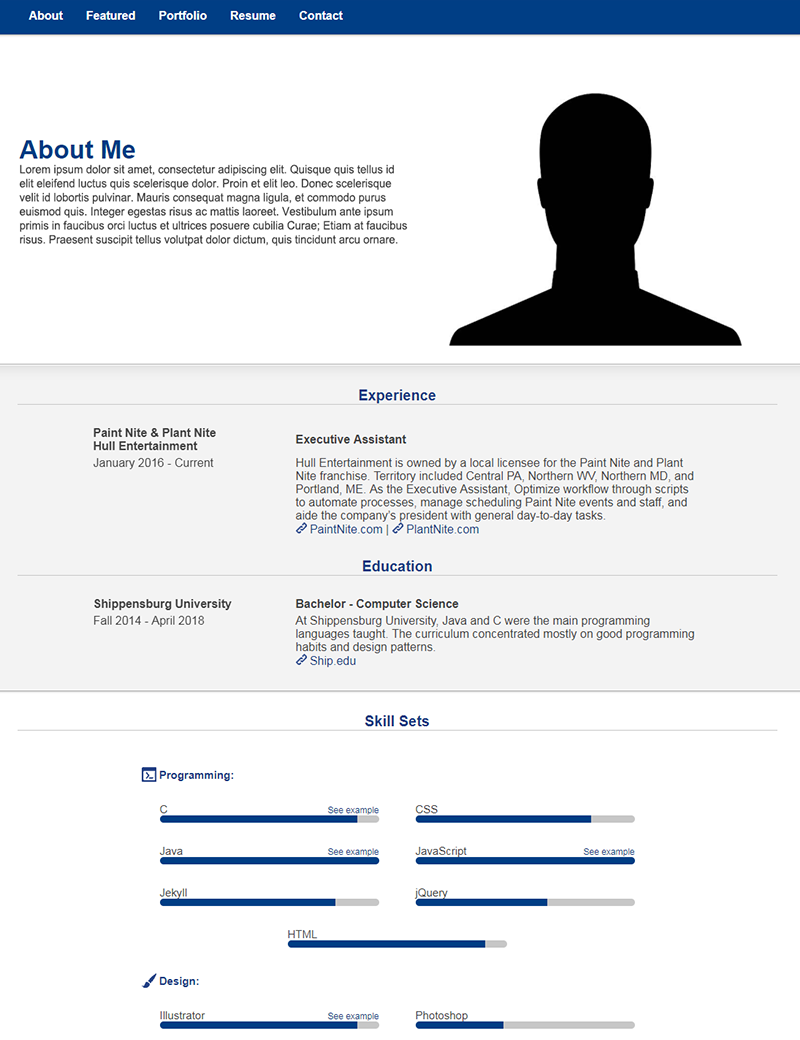 About Featured Portfolio Resume Contact
About Me
Lorem ipsum dolor sit amet, consectetur adipiscing elit. Quisque quis tellus id
elit eleifend luctus quis scelerisque dolor. Proin et elit leo. Donec scelerisque
velit id lobortis pulvinar. Mauris consequat magna ligula, et commodo purus
euismod quis. Integer egestas risus ac mattis laoreet. Vestibulum ante ipsum
primis in faucibus orci luctus et ultrices posuere cubilia Curae; Etiam at faucibus
risus. Praesent suscipit tellus volutpat dolor dictum, quis tincidunt arcu ornare.
Experience
Paint Nite & Plant Nite
Hull Entertainment
January 2016 - Current
Executive Assistant
Hull Entertainment is owned by a local licensee for the Paint Nite and Plant
Nite franchise. Territory included Central PA, Northern WV, Northern MD, and
Portland, ME. As the Executive Assistant, Optimize workflow through scripts
to automate processes, manage scheduling Paint Nite events and staff, and
aide the company's president with general day-to-day tasks.
PaintNite.com | PlantNite.com
Education
Shippensburg University
Fall 2014 - April 2018
Bachelor - Computer Science
At Shippensburg University, Java and C were the main programming
languages taught. The curriculum concentrated mostly on good programming
habits and design patterns.
Ship.edu
Skill Sets
Programming:
C See example
CSS
Java See example
JavaScript See example
Jekyll
jQuery
HTML
Design:
Illustrator See example
Photoshop